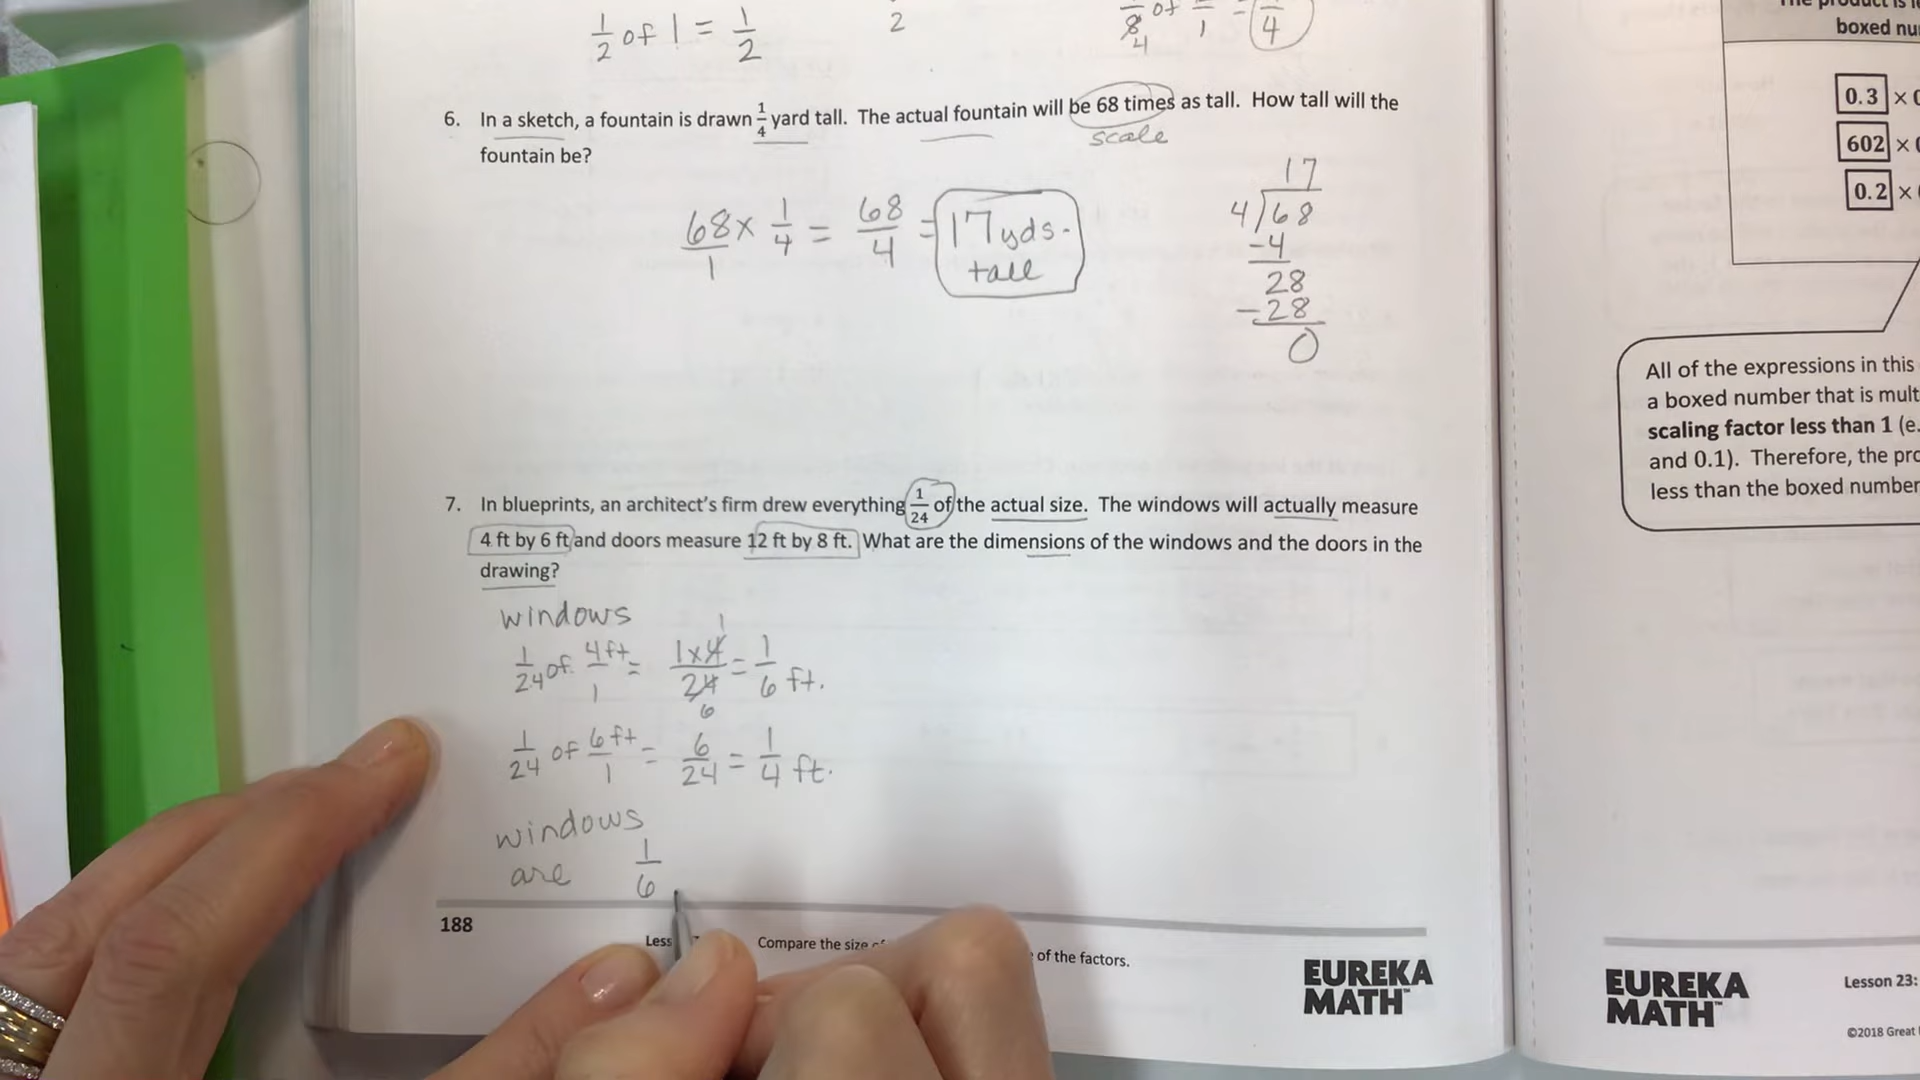 1/2 of 1 = 1/2
2
6. In a sketch, a fountain is drawn 1/4 yard tall. The actual fountain will be 68 times as tall. How tall will the
scale
fountain be?
68/1 × 1/4 = 68/4 = 17 yds. tall
17
4)68
-4
28
-28
0
7. In blueprints, an architect's firm drew everything 1/24 of the actual size. The windows will actually measure
4 ft by 6 ft and doors measure 12 ft by 8 ft. What are the dimensions of the windows and the doors in the
drawing?
windows
1/24 of 4ft/1 = 1×4/24 = 1/6 ft.
1
6
1/24 of 6ft/1 = 6/24 = 1/4 ft.
windows
are 1/6
188
Compare the size of the factors.
EUREKA
MATH™
boxed
0.3 ×
602 ×
0.2 ×
All of the expressions in this
a boxed number that is
scaling factor less than 1
and 0.1). Therefore, the
less than the boxed number
EUREKA
MATH™
Lesson 23:
©2018 Great